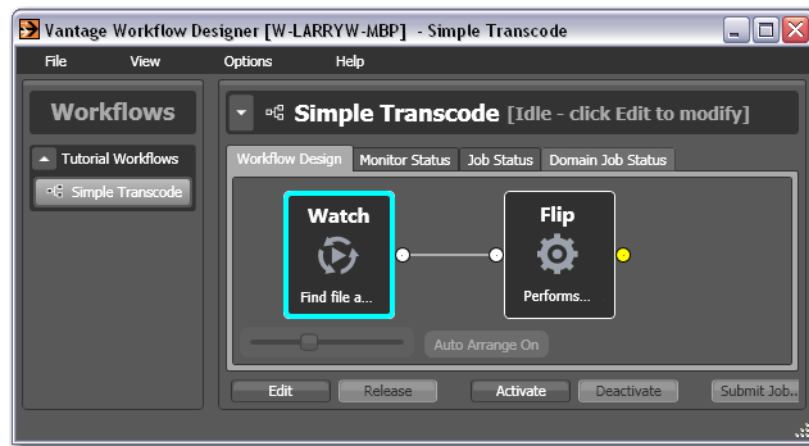 Vantage Workflow Designer [W-LARRYW-MBP] - Simple Transcode
File View Options Help
Workflows
Tutorial Workflows
Simple Transcode
Simple Transcode [Idle - click Edit to modify]
Workflow Design Monitor Status Job Status Domain Job Status
Watch
Find file a...
Flip
Performs...
Auto Arrange On
Edit Release Activate Deactivate Submit Job..